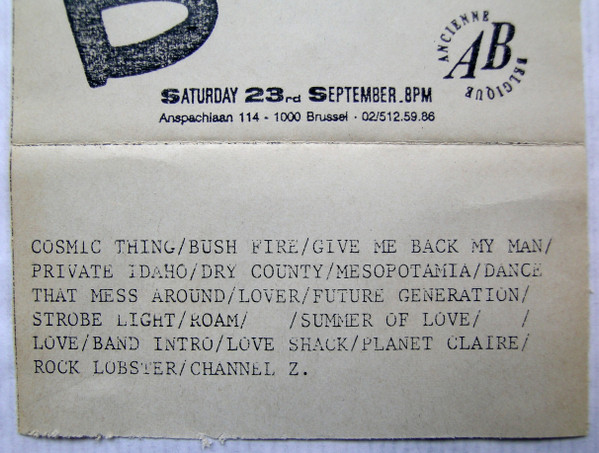 B
ANCIENNE
AB
BELGIQUE
SATURDAY 23rd SEPTEMBER.8PM
Anspachlaan 114 - 1000 Brussel · 02/512.59.86
COSMIC THING/BUSH FIRE/GIVE ME BACK MY MAN/
PRIVATE IDAHO/DRY COUNTY/MESOPOTAMIA/DANCE
THAT MESS AROUND/LOVER/FUTURE GENERATION/
STROBE LIGHT/ROAM/   /SUMMER OF LOVE/   /
LOVE/BAND INTRO/LOVE SHACK/PLANET CLAIRE/
ROCK LOBSTER/CHANNEL Z.